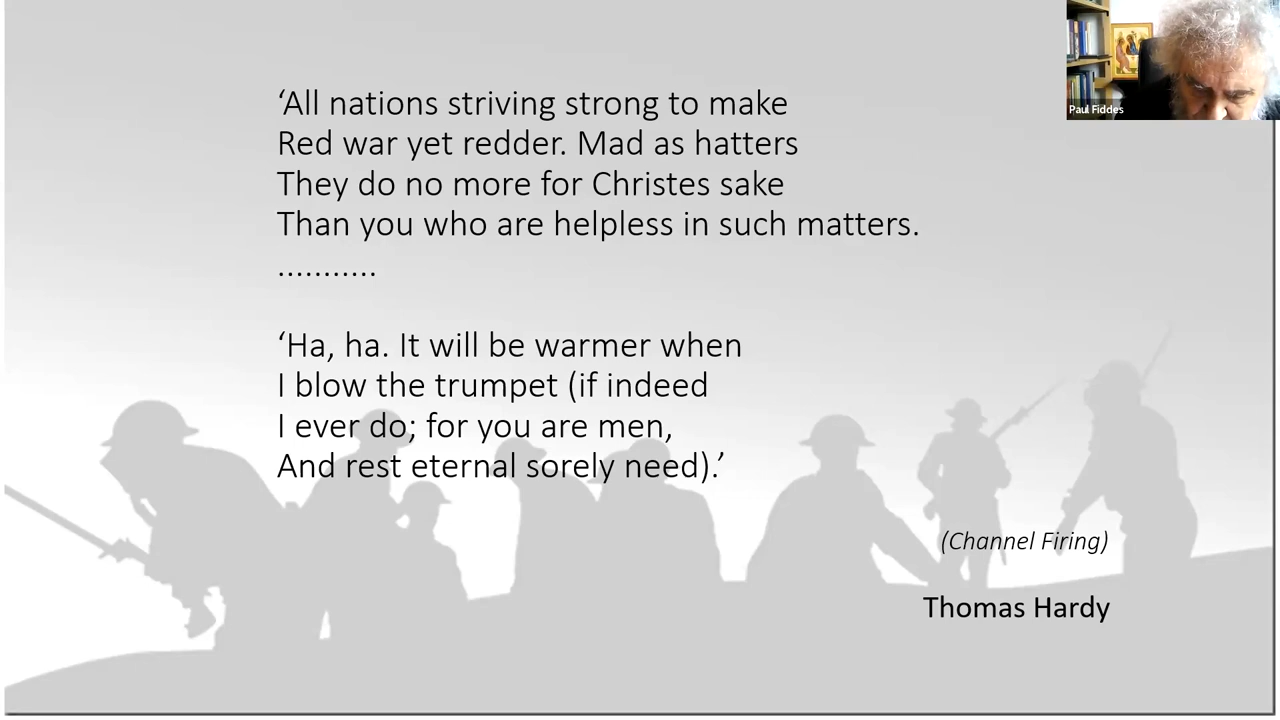 ‘All nations striving strong to make
Red war yet redder. Mad as hatters
They do no more for Christes sake
Than you who are helpless in such matters.
...........
‘Ha, ha. It will be warmer when
I blow the trumpet (if indeed
I ever do; for you are men,
And rest eternal sorely need).’
(Channel Firing)
Thomas Hardy
Paul Fiddes